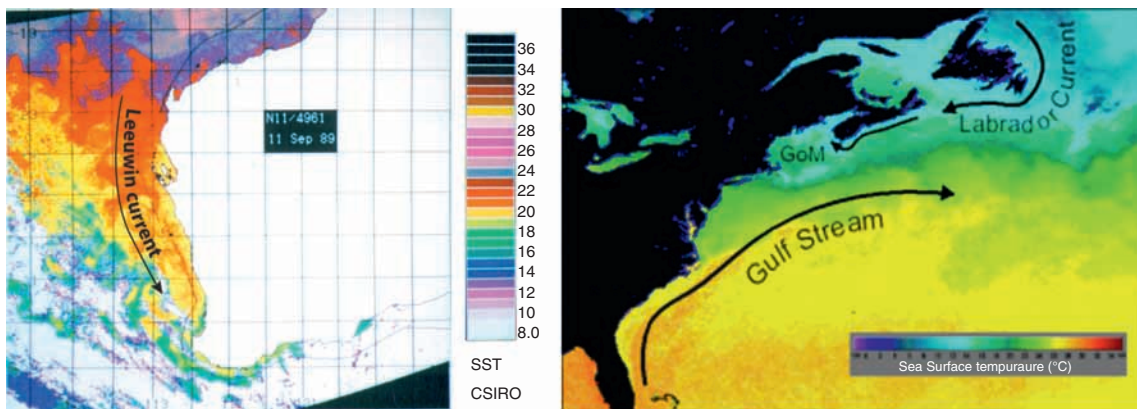 -19
Leeuwin current
N11/4961
11 Sep 89
36
34
32
30
28
26
24
22
20
18
16
14
12
10
8.0
SST
CSIRO
Labrador Current
GoM
Gulf Stream
Sea Surface tempuraure (°C)